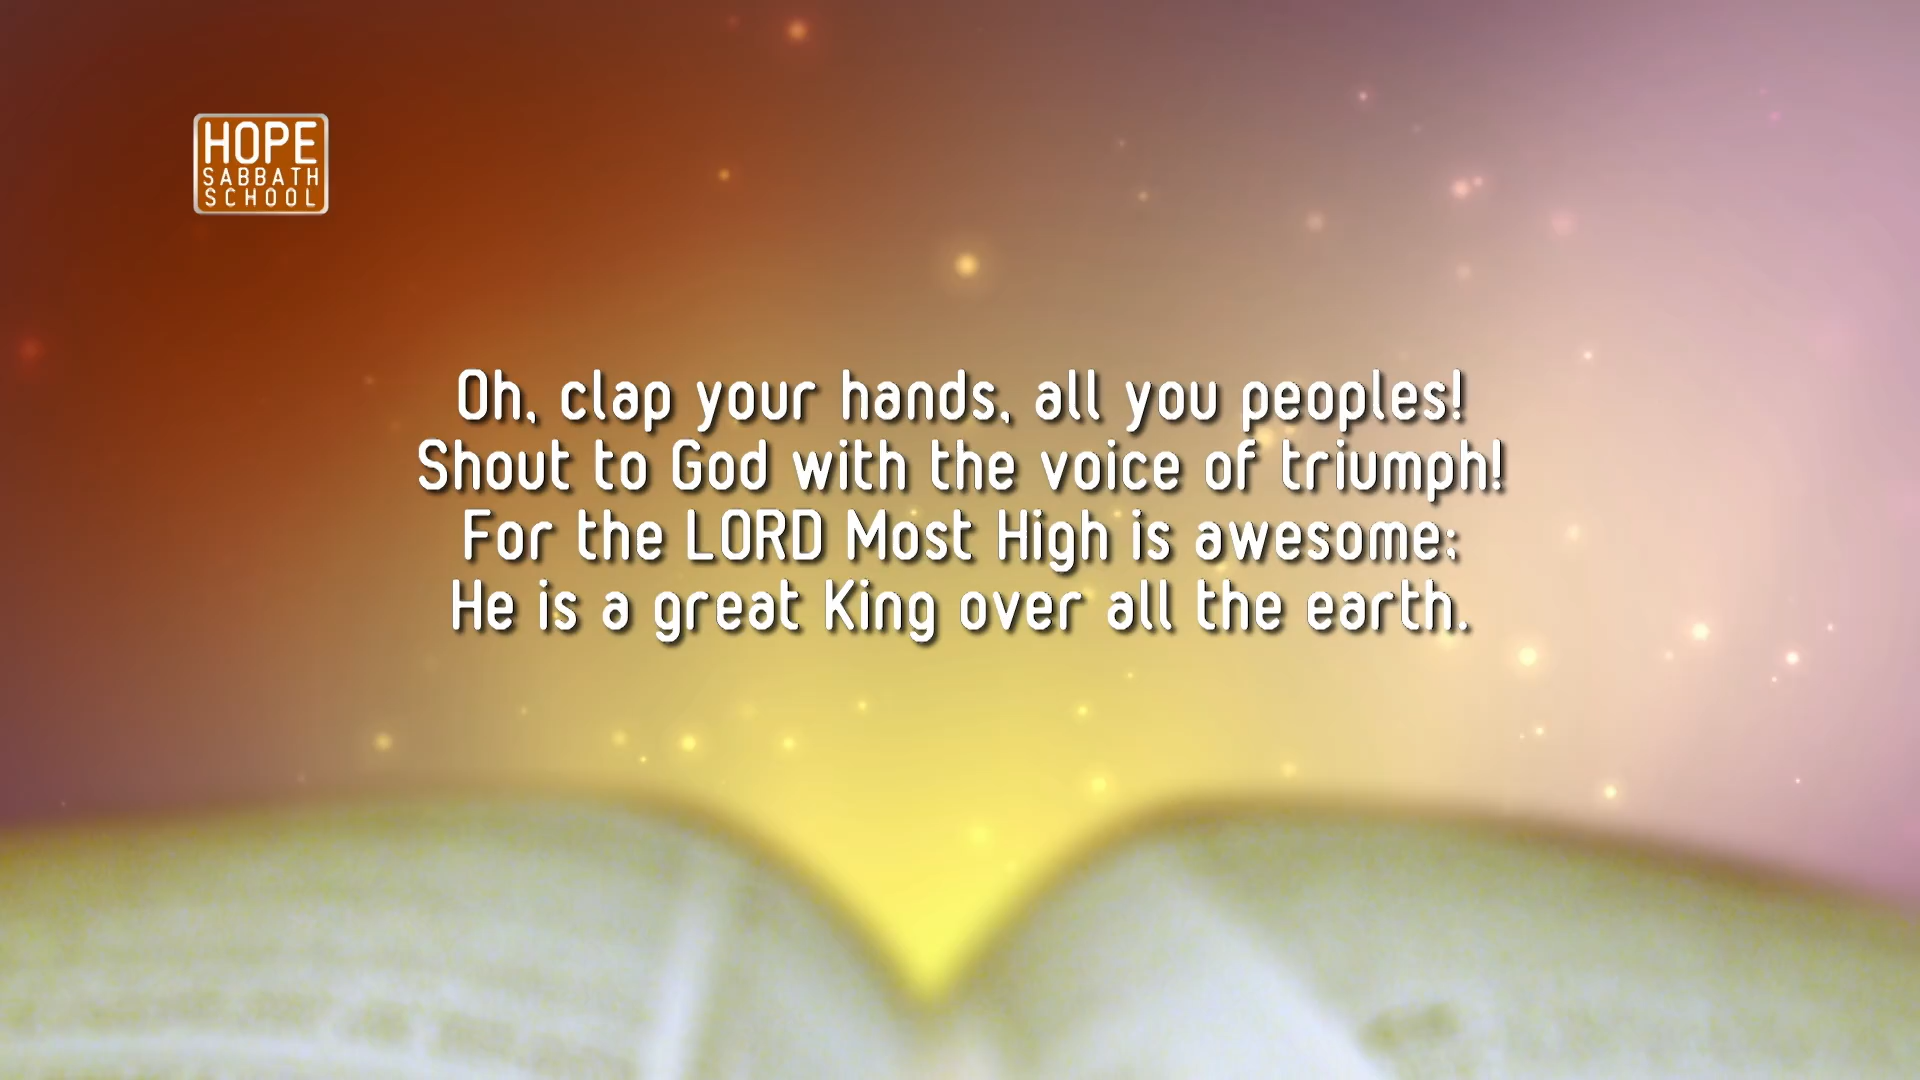 HOPE
SABBATH
SCHOOL
Oh, clap your hands, all you peoples!
Shout to God with the voice of triumph!
For the LORD Most High is awesome;
He is a great King over all the earth.